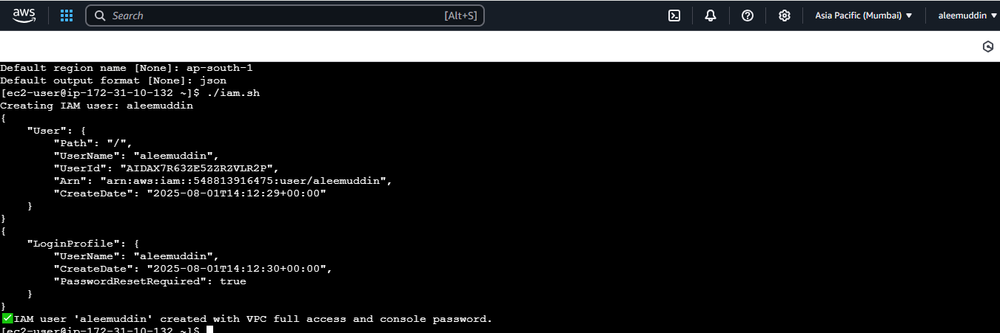 aws
Search
[Alt+S]
Asia Pacific (Mumbai)
aleemuddin
Default region name [None]: ap-south-1
Default output format [None]: json
[ec2-user@ip-172-31-10-132 ~]$ ./iam.sh
Creating IAM user: aleemuddin
{
    "User": {
        "Path": "/",
        "UserName": "aleemuddin",
        "UserId": "AIDAX7R63ZE5ZZRZVLR2P",
        "Arn": "arn:aws:iam::548813916475:user/aleemuddin",
        "CreateDate": "2025-08-01T14:12:29+00:00"
    }
}
{
    "LoginProfile": {
        "UserName": "aleemuddin",
        "CreateDate": "2025-08-01T14:12:30+00:00",
        "PasswordResetRequired": true
    }
}
✅IAM user 'aleemuddin' created with VPC full access and console password.
[ec2-user@ip-172-31-10-132 ~]$